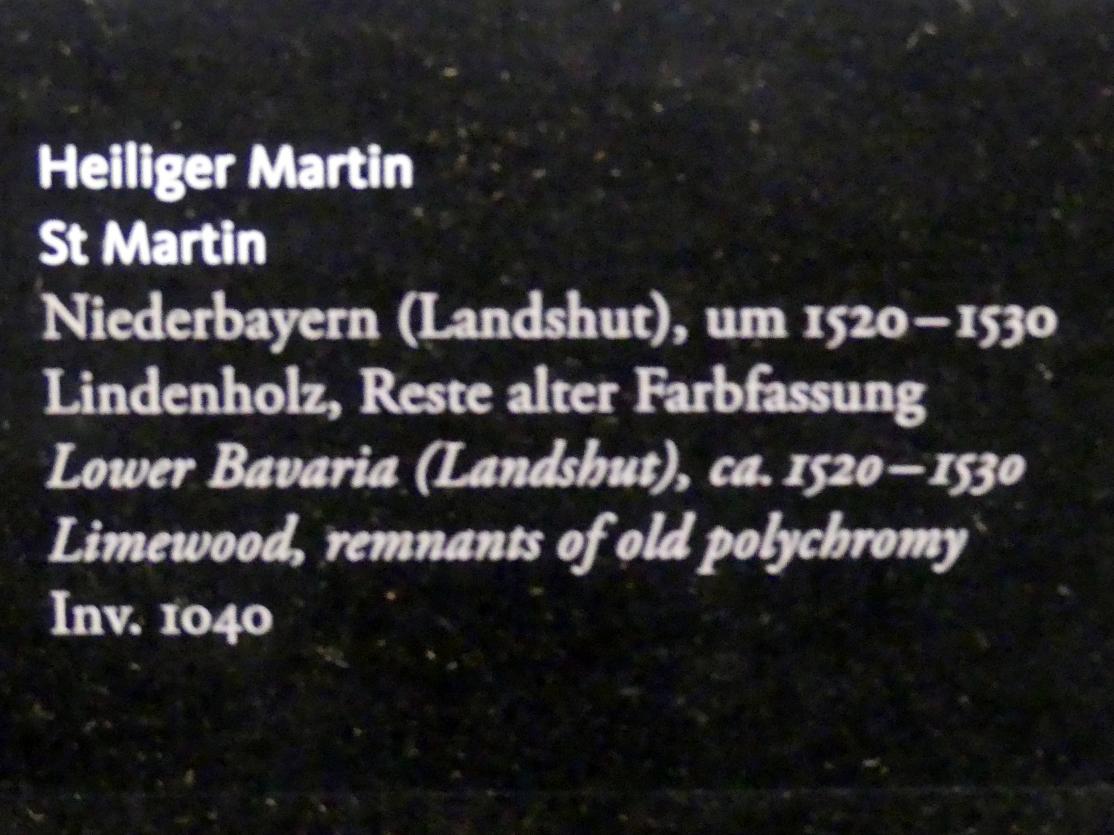 Heiliger Martin
St Martin
Niederbayern (Landshut), um 1520–1530
Lindenholz, Reste alter Farbfassung
Lower Bavaria (Landshut), ca. 1520–1530
Limewood, remnants of old polychromy
Inv. 1040